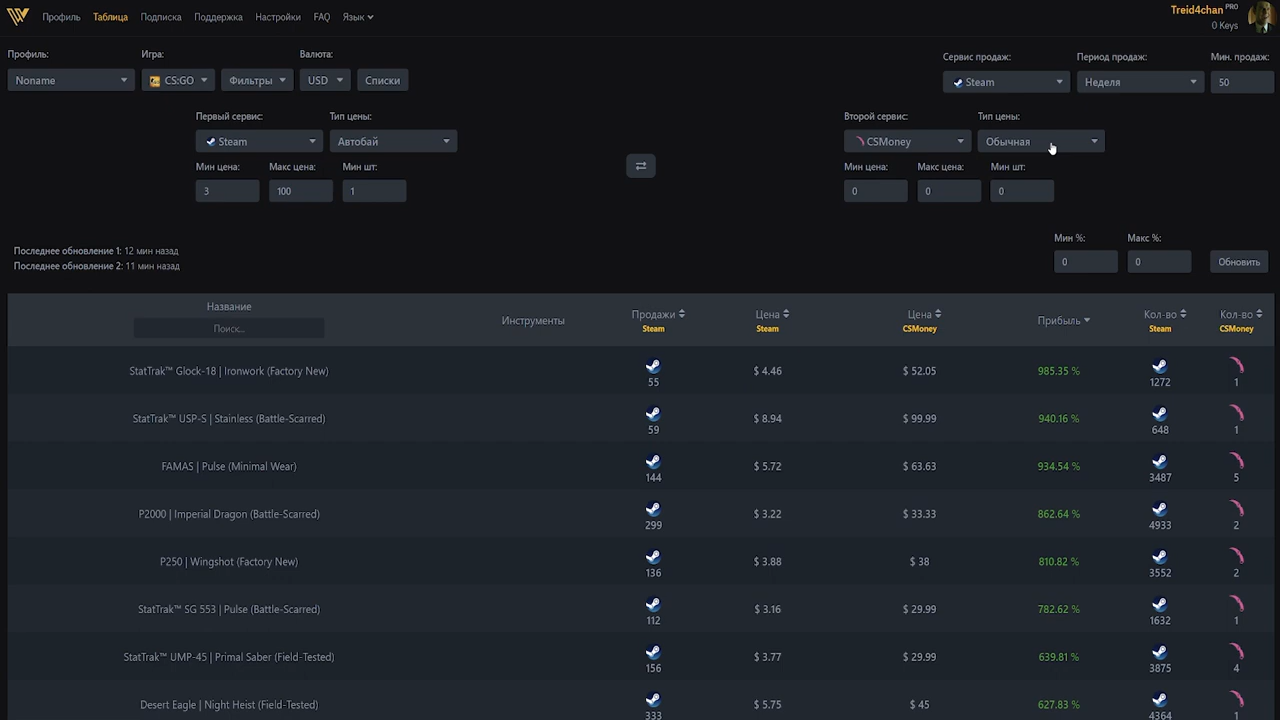 Профиль Таблица Подписка Поддержка Настройки FAQ Язык
Treid4chan PRO
0 Keys
Профиль: Игра: Валюта:
Noname CS:GO Фильтры USD Списки
Сервис продаж: Период продаж: Мин. продаж:
Steam Неделя 50
Первый сервис: Тип цены:
Steam Автобай
Мин цена: Макс цена: Мин шт:
3 100 1
Второй сервис: Тип цены:
CSMoney Обычная
Мин цена: Макс цена: Мин шт:
0 0 0
Последнее обновление 1: 12 мин назад
Последнее обновление 2: 11 мин назад
Мин %: Макс %:
0 0 Обновить
Название Инструменты Продажи Цена Цена Прибыль Кол-во Кол-во
Поиск... Steam Steam CSMoney Steam CSMoney
StatTrak™ Glock-18 | Ironwork (Factory New) 55 $ 4.46 $ 52.05 985.35 % 1272 1
StatTrak™ USP-S | Stainless (Battle-Scarred) 59 $ 8.94 $ 99.99 940.16 % 648 1
FAMAS | Pulse (Minimal Wear) 144 $ 5.72 $ 63.63 934.54 % 3487 5
P2000 | Imperial Dragon (Battle-Scarred) 299 $ 3.22 $ 33.33 862.64 % 4933 2
P250 | Wingshot (Factory New) 136 $ 3.88 $ 38 810.82 % 3552 2
StatTrak™ SG 553 | Pulse (Battle-Scarred) 112 $ 3.16 $ 29.99 782.62 % 1632 1
StatTrak™ UMP-45 | Primal Saber (Field-Tested) 156 $ 3.77 $ 29.99 639.81 % 3875 4
Desert Eagle | Night Heist (Field-Tested) 333 $ 5.75 $ 45 627.83 % 4364 1